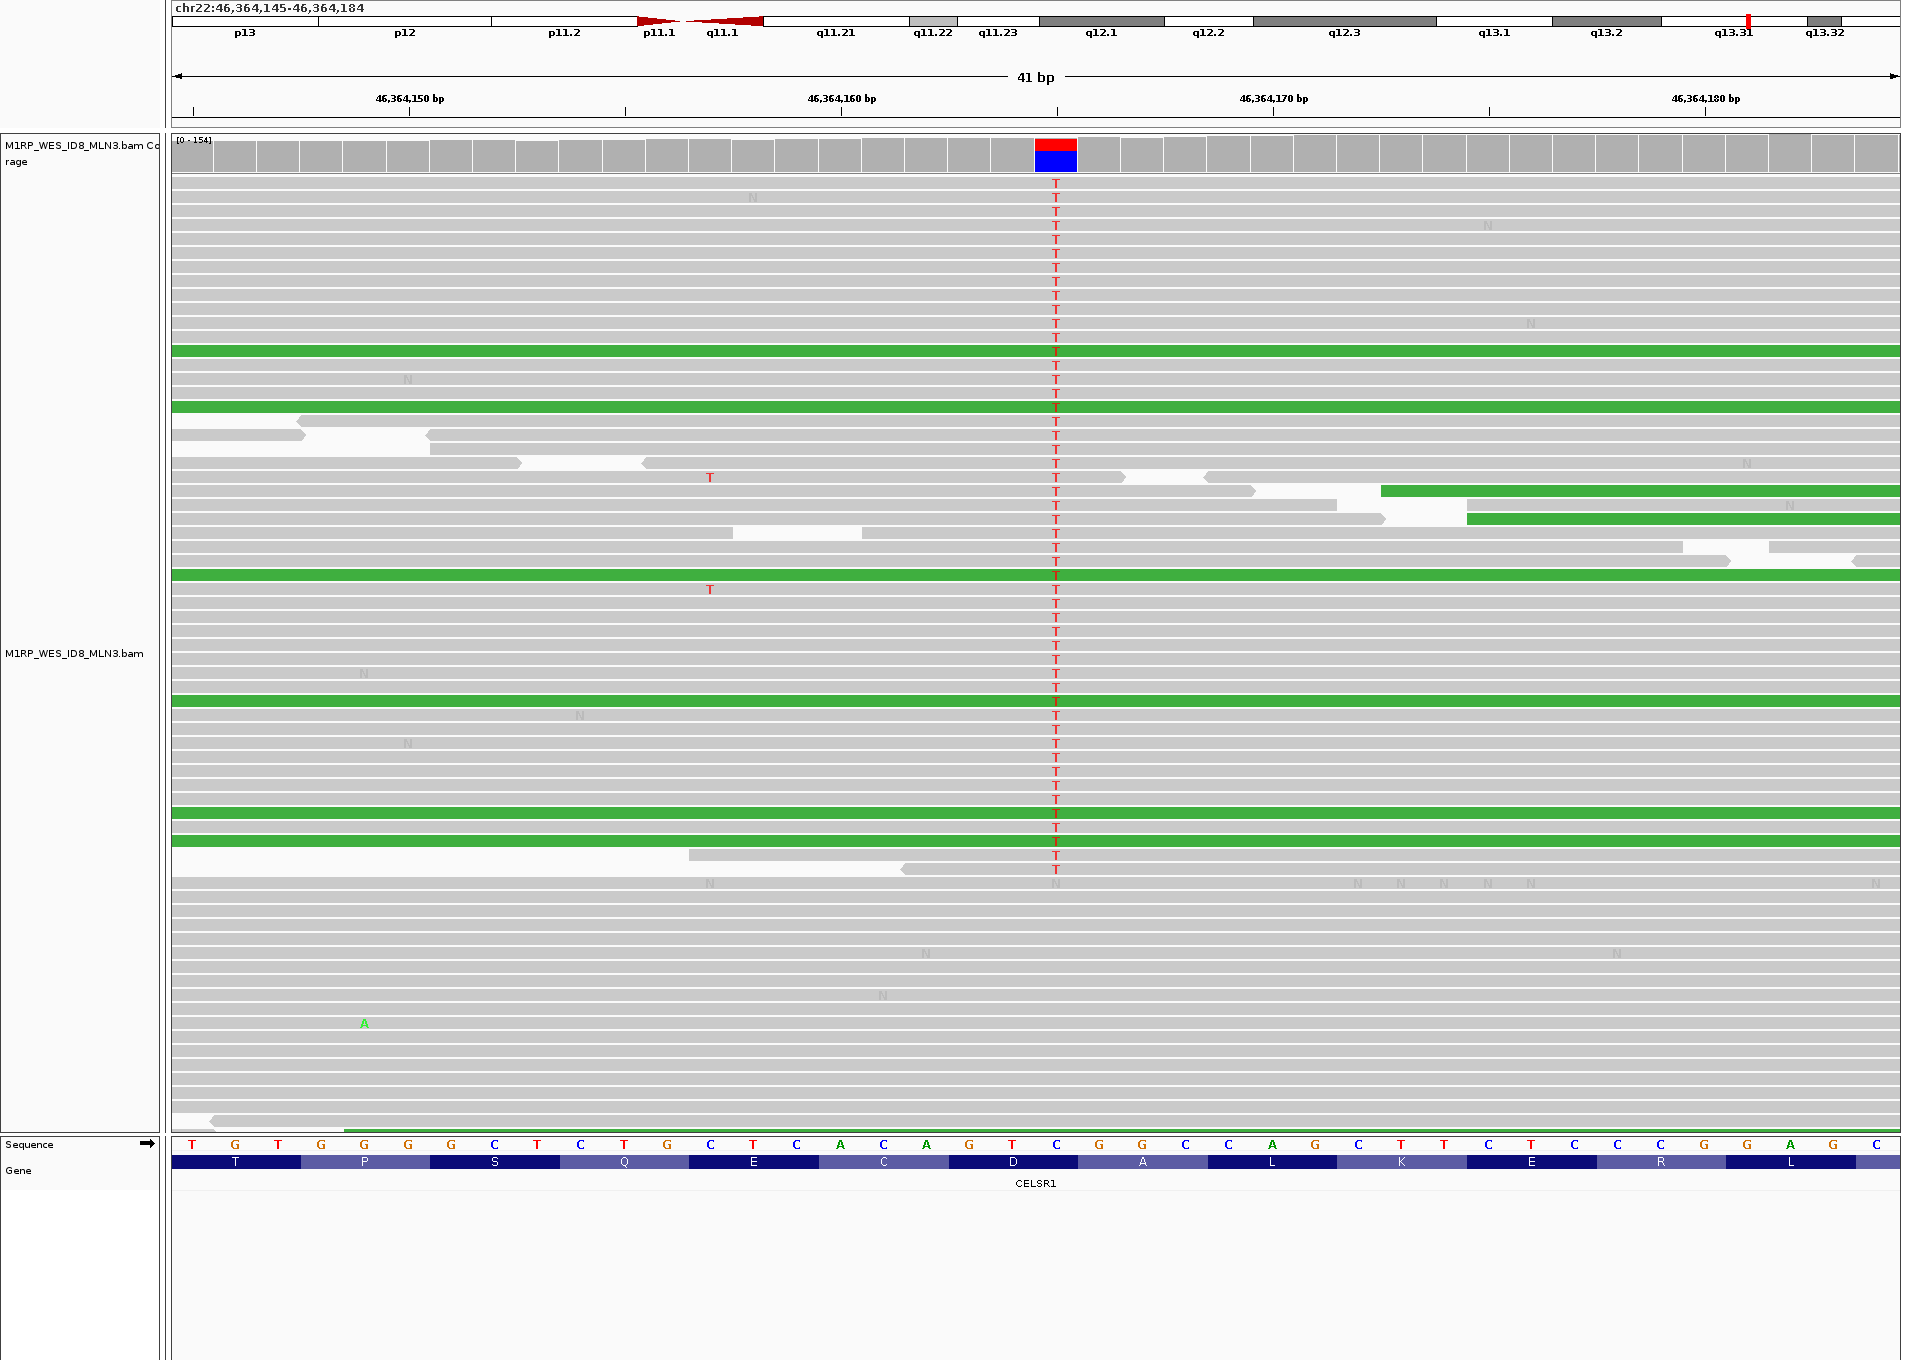 chr22:46,364,145-46,364,184
p13 p12 p11.2 p11.1 q11.1 q11.21 q11.22 q11.23 q12.1 q12.2 q12.3 q13.1 q13.2 q13.31 q13.32
41 bp
46,364,150 bp 46,364,160 bp 46,364,170 bp 46,364,180 bp
M1RP_WES_ID8_MLN3.bam Co
rage
[0 - 154]
T
N T
T
T N
T
T
T
T
T
T
T N
T
T
T
N T
T
T
T
T
T
T N
T T
T
T N
T
T
T
T
T
T T
T
T
T
T
T
N T
T
T
N T
T
N T
T
T
T
T
T
T
T
T
T
N N N N N N N N
N N
N
A
M1RP_WES_ID8_MLN3.bam
Sequence T G T G G G G C T C T G C T C A C A G T C G G C C A G C T T C T C C C G G A G C
Gene T P S Q E C D A L K E R L
CELSR1